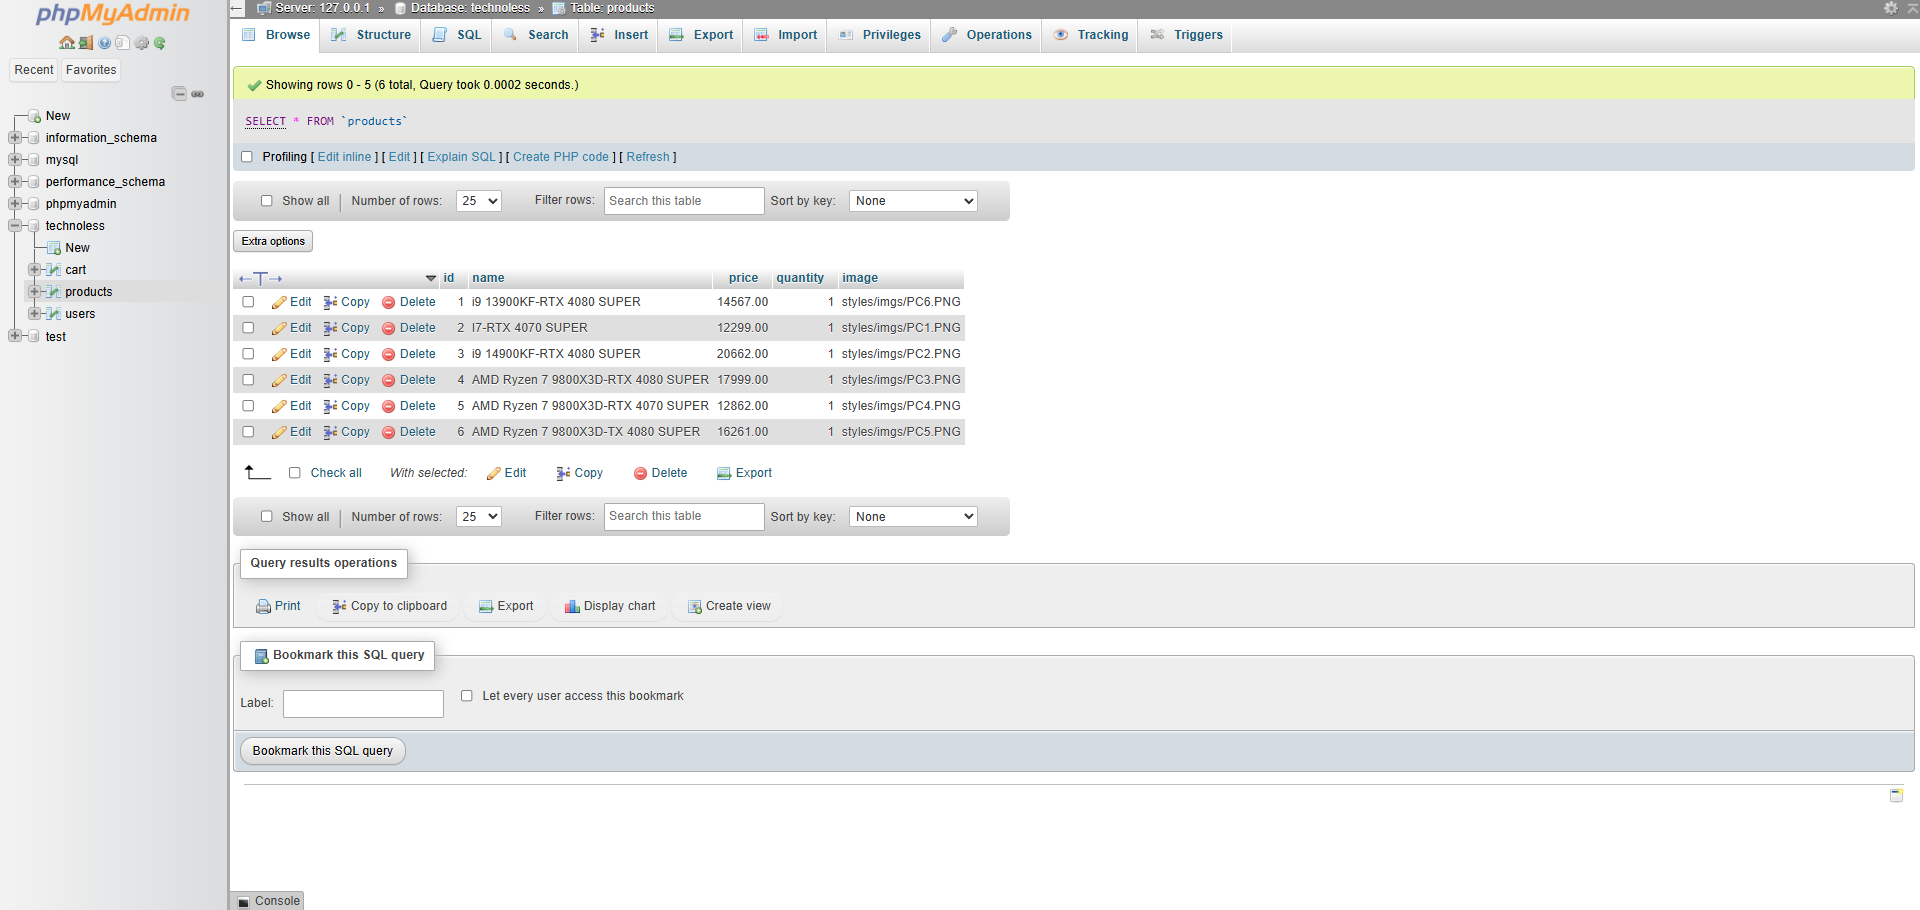 phpMyAdmin
Recent Favorites
New
information_schema
mysql
performance_schema
phpmyadmin
technoless
New
cart
products
users
test
Server: 127.0.0.1 » Database: technoless » Table: products
Browse Structure SQL Search Insert Export Import Privileges Operations Tracking Triggers
Showing rows 0 - 5 (6 total, Query took 0.0002 seconds.)
SELECT * FROM `products`
Profiling [ Edit inline ] [ Edit ] [ Explain SQL ] [ Create PHP code ] [ Refresh ]
Show all Number of rows: 25 Filter rows: Search this table Sort by key: None
Extra options
←T→ id name price quantity image
Edit Copy Delete 1 i9 13900KF-RTX 4080 SUPER 14567.00 1 styles/imgs/PC6.PNG
Edit Copy Delete 2 I7-RTX 4070 SUPER 12299.00 1 styles/imgs/PC1.PNG
Edit Copy Delete 3 i9 14900KF-RTX 4080 SUPER 20662.00 1 styles/imgs/PC2.PNG
Edit Copy Delete 4 AMD Ryzen 7 9800X3D-RTX 4080 SUPER 17999.00 1 styles/imgs/PC3.PNG
Edit Copy Delete 5 AMD Ryzen 7 9800X3D-RTX 4070 SUPER 12862.00 1 styles/imgs/PC4.PNG
Edit Copy Delete 6 AMD Ryzen 7 9800X3D-TX 4080 SUPER 16261.00 1 styles/imgs/PC5.PNG
Check all With selected: Edit Copy Delete Export
Show all Number of rows: 25 Filter rows: Search this table Sort by key: None
Query results operations
Print Copy to clipboard Export Display chart Create view
Bookmark this SQL query
Label: Let every user access this bookmark
Bookmark this SQL query
Console